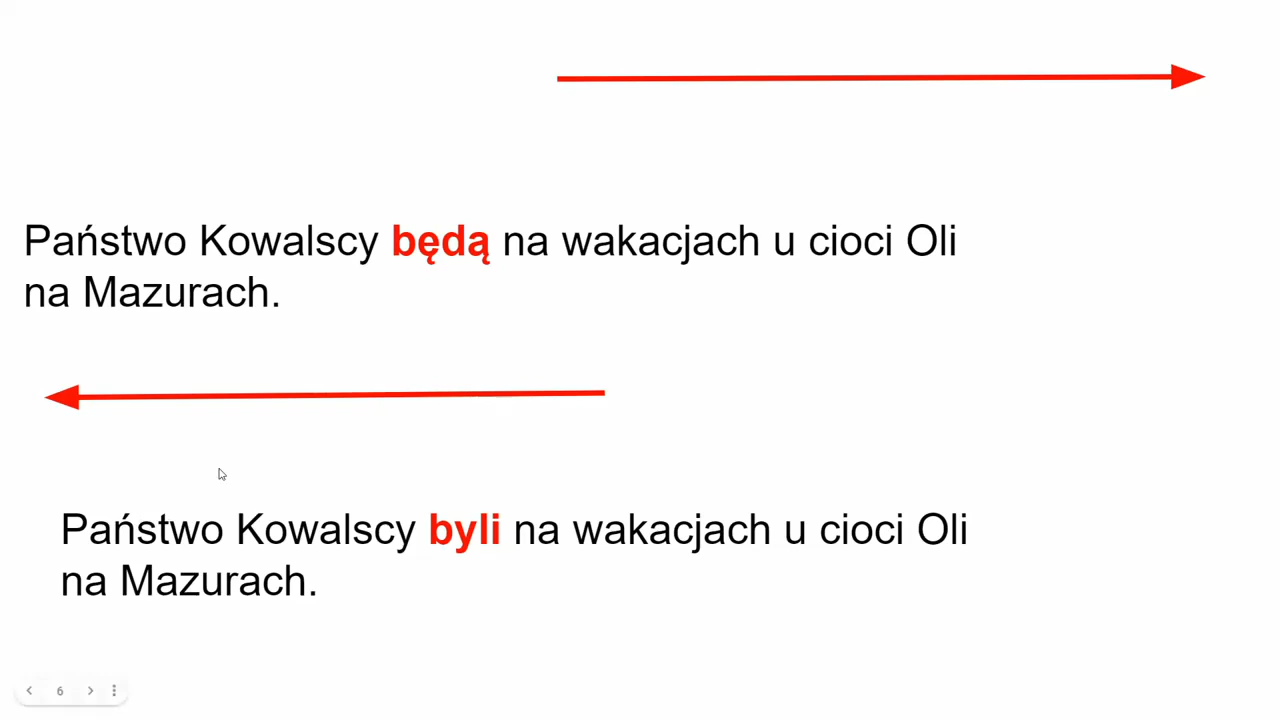 Państwo Kowalscy będą na wakacjach u cioci Oli
na Mazurach.
Państwo Kowalscy byli na wakacjach u cioci Oli
na Mazurach.
6